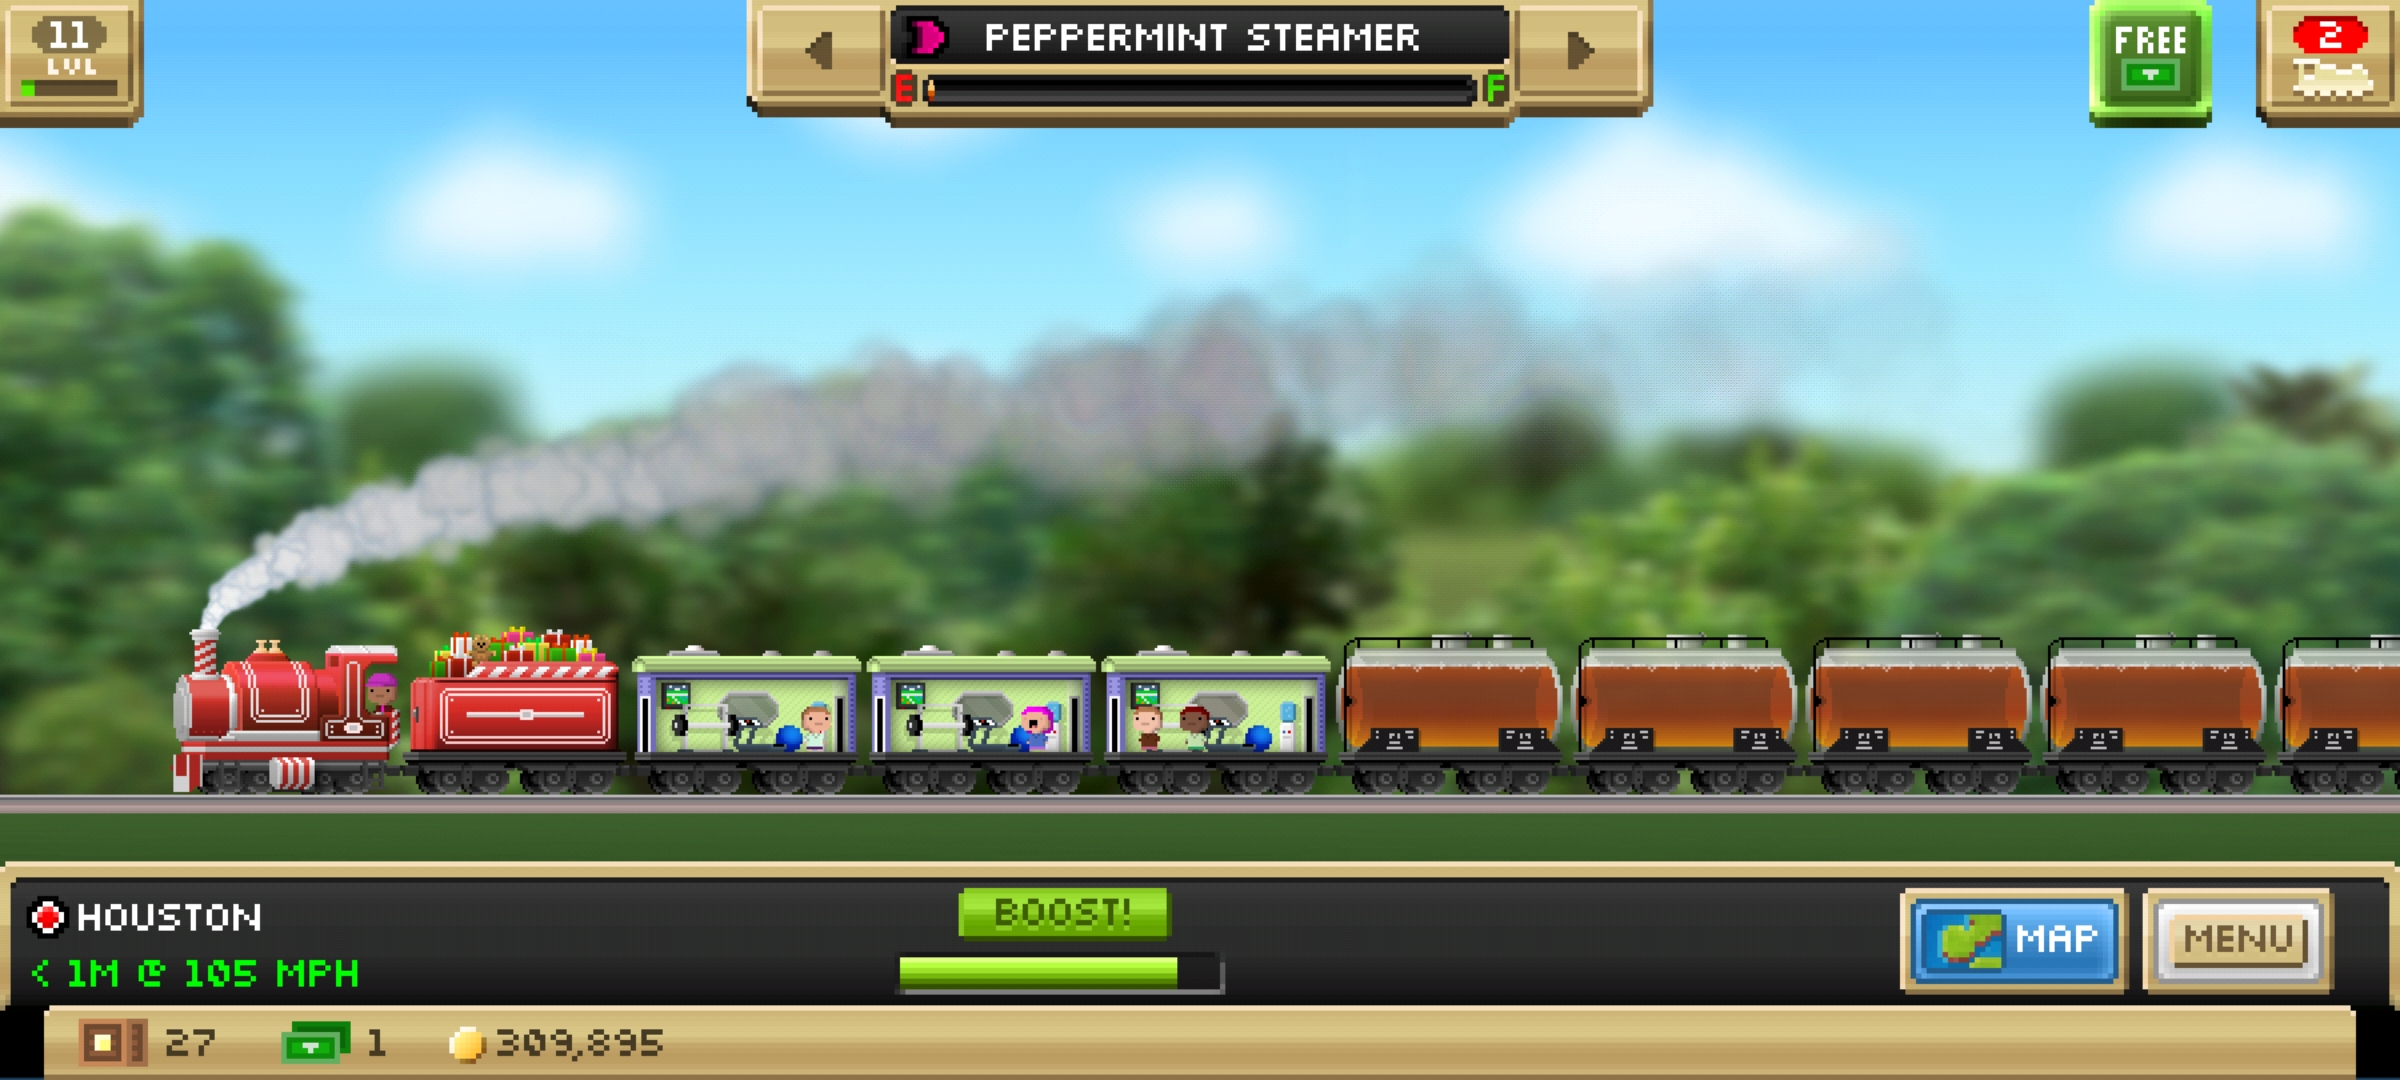 11
LVL
PEPPERMINT STEAMER
E F
FREE
2
HOUSTON
< 1M @ 105 MPH
BOOST!
MAP
MENU
27
1
309,895